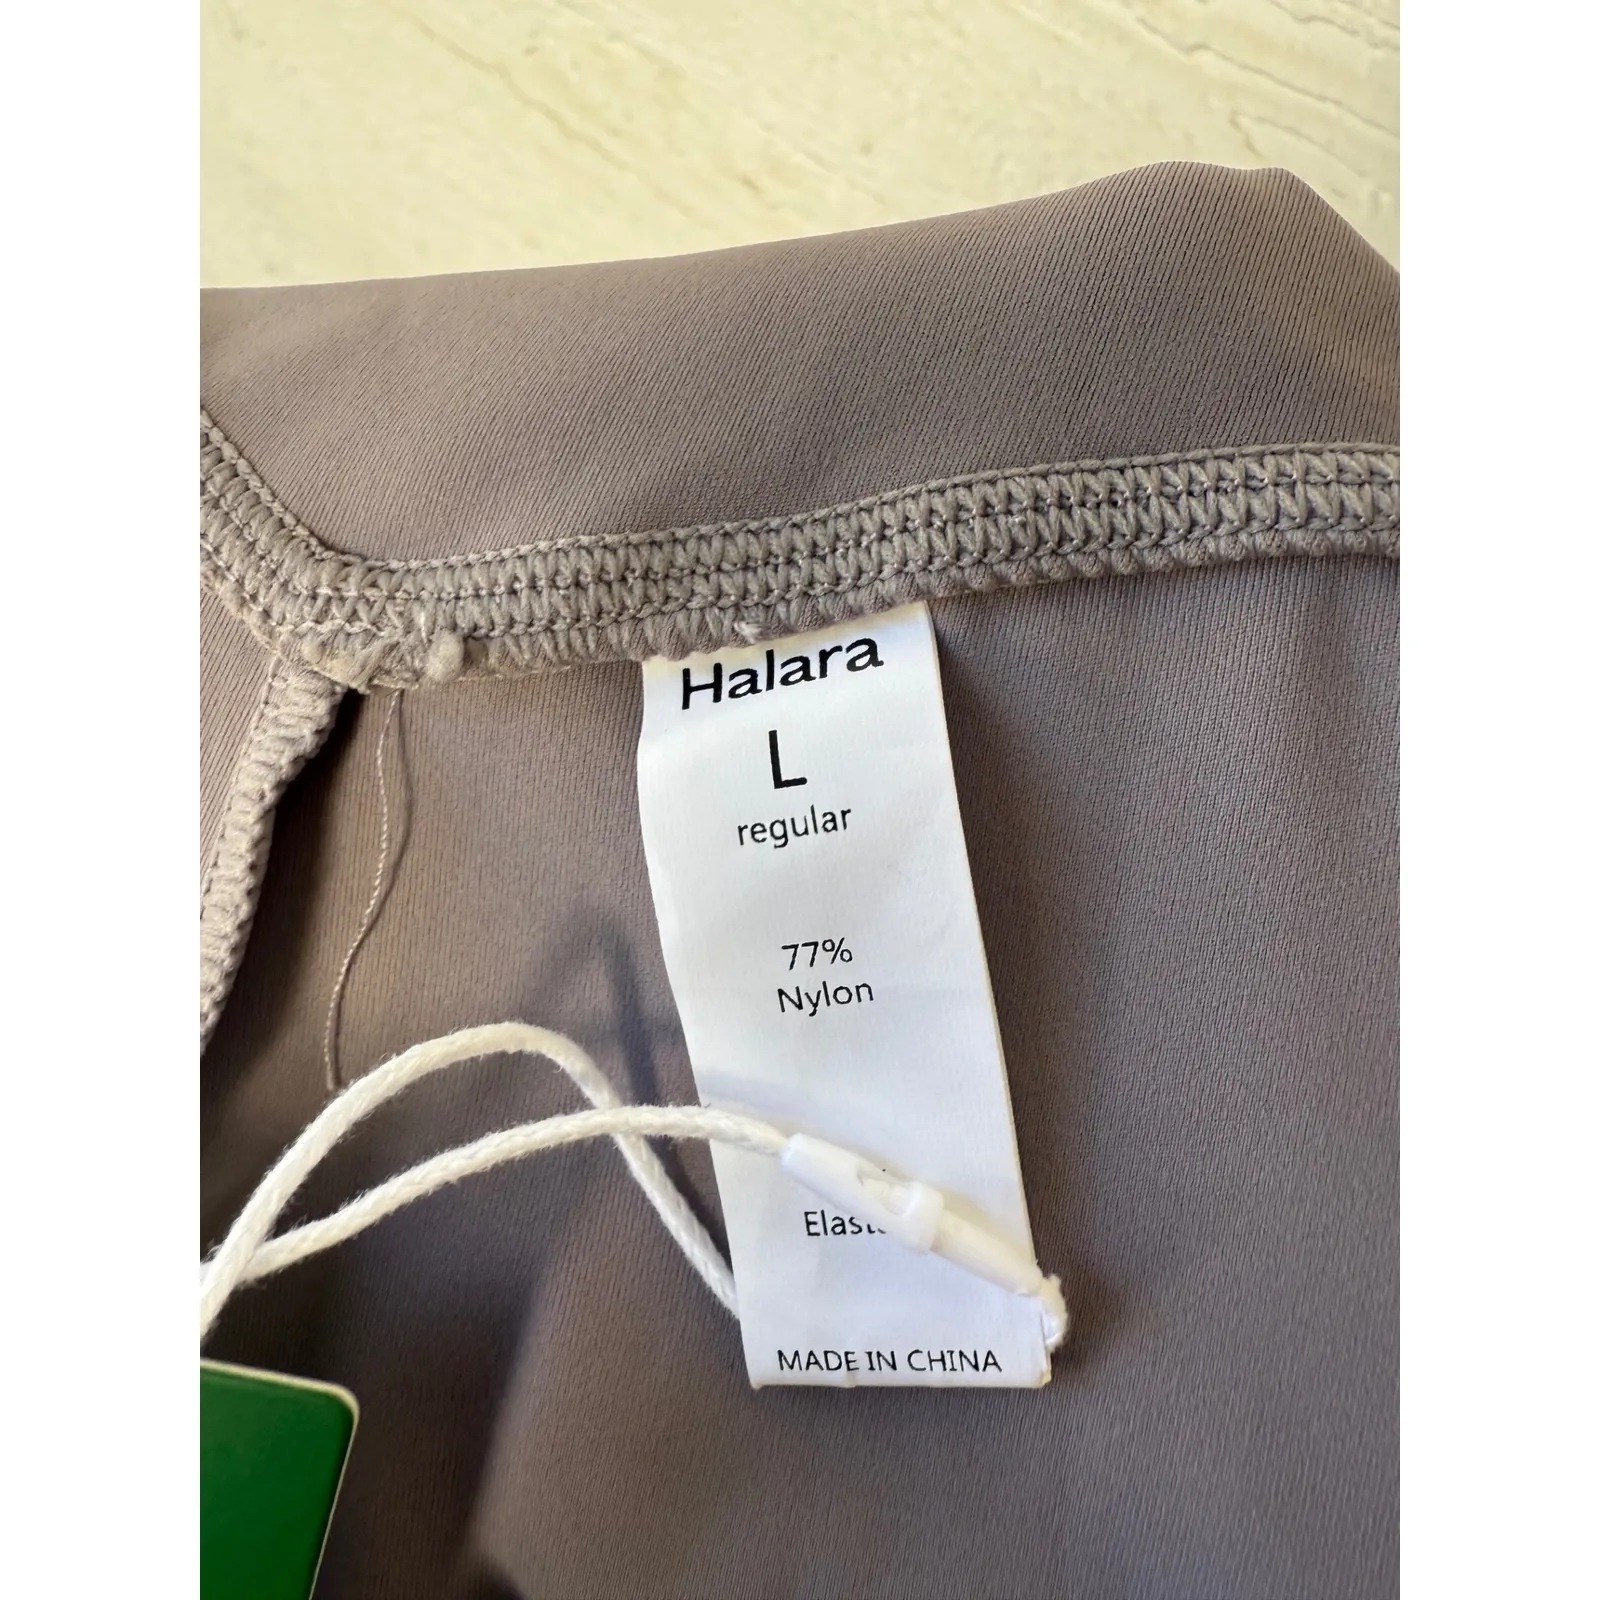 Halara
L
regular
77%
Nylon
MADE IN CHINA